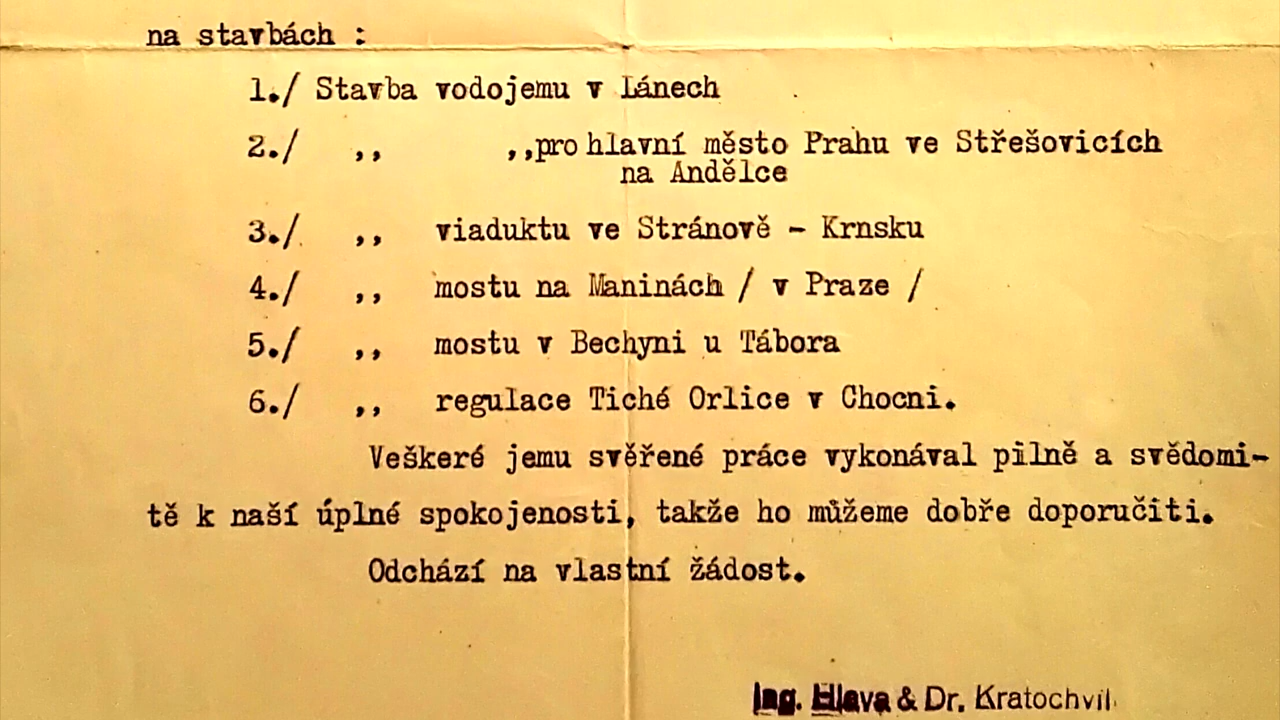 na stavbách :
1./ Stavba vodojemu v Lánech
2./ ,, ,,pro hlavní město Prahu ve Střešovicích
na Andělce
3./ ,, viaduktu ve Stránově - Krnsku
4./ ,, mostu na Maninách / v Praze /
5./ ,, mostu v Bechyni u Tábora
6./ ,, regulace Tiché Orlice v Chocni.
Veškeré jemu svěřené práce vykonával pilně a svědomi-
tě k naší úplné spokojenosti, takže ho můžeme dobře doporučiti.
Odchází na vlastní žádost.
Ing. Hlava & Dr. Kratochvil